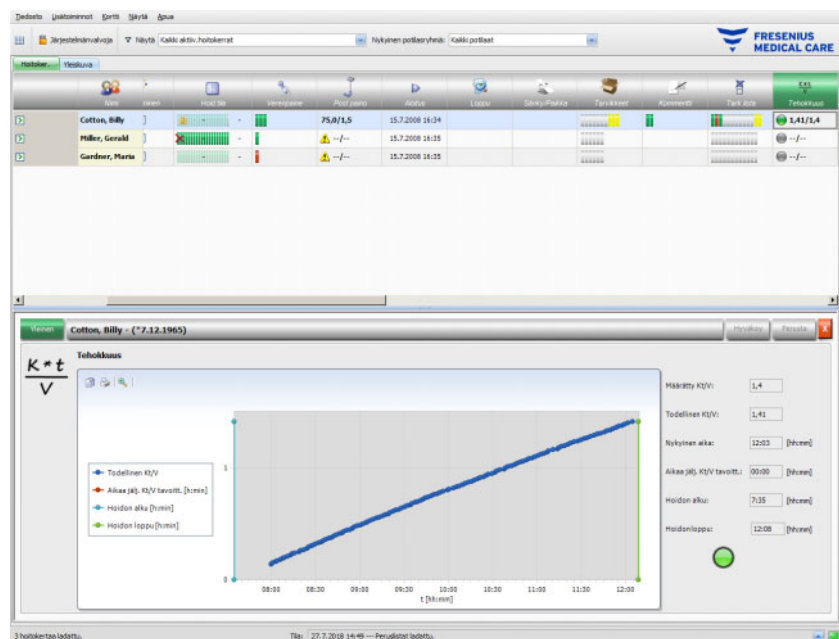 Tiedosto Lisätoiminnot Kortti Näytä Apua
Järjestelmänvalvoja Näytä Kaikki aktiiv. hoitokerrat Nykyinen potilasryhmä: Kaikki potilaat
FRESENIUS
MEDICAL CARE
Hoitoker... Yleiskuva
Nimi ininen Hoid.tila Verenpaine Post paino Aloitus Loppu Sänky/Paikka Tarvikkeet Kommentti Tark.lista Tehokkuus
Cotton, Billy - 75,0/1,5 15.7.2008 16:34 1,41/1,4
Miller, Gerald - --/-- 15.7.2008 16:35 --/--
Gardner, Maria - --/-- 15.7.2008 16:35 --/--
Yleinen Cotton, Billy - (*7.12.1965) Hyväksy Peruuta X
K*t
V
Tehokkuus
Määrätty Kt/V: 1,4
Todellinen Kt/V: 1,41
Nykyinen aika: 12:03 [hh:mm]
Aikaa jälj. Kt/V tavoitt.: 00:00 [hh:mm]
Hoidon alku: 7:35 [hh:mm]
Hoidonloppu: 12:08 [hh:mm]
Todellinen Kt/V
Aikaa jälj. Kt/V tavoitt. [h:min]
Hoidon alku [h:min]
Hoidon loppu [h:min]
1
0
08:00 08:30 09:00 09:30 10:00 10:30 11:00 11:30 12:00
t [hh:mm]
3 hoitokertaa ladattu. Tila: 27.7.2018 14:49 --- Peruslistat ladattu.